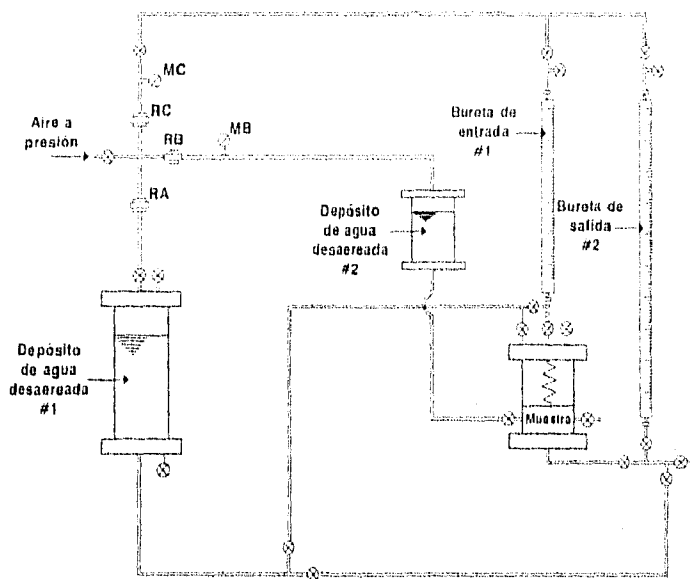 MC
RC
Aire a
presión
RB
MB
RA
Bureta de
entrada
#1
Depósito
de agua
desaereada
#2
Bureta de
salida
#2
Depósito
de agua
desaereada
#1
Muestra